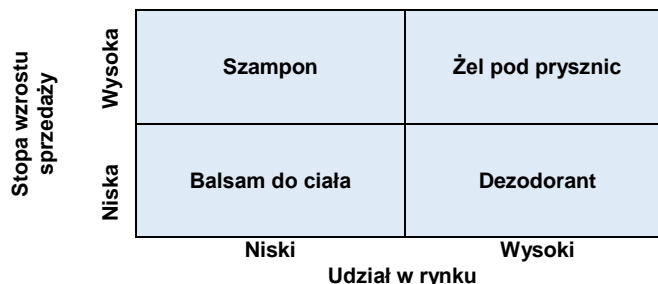 Stopa wzrostu
sprzedaży
Wysoka
Szampon
Żel pod prysznic
Niska
Balsam do ciała
Dezodorant
Niski
Wysoki
Udział w rynku